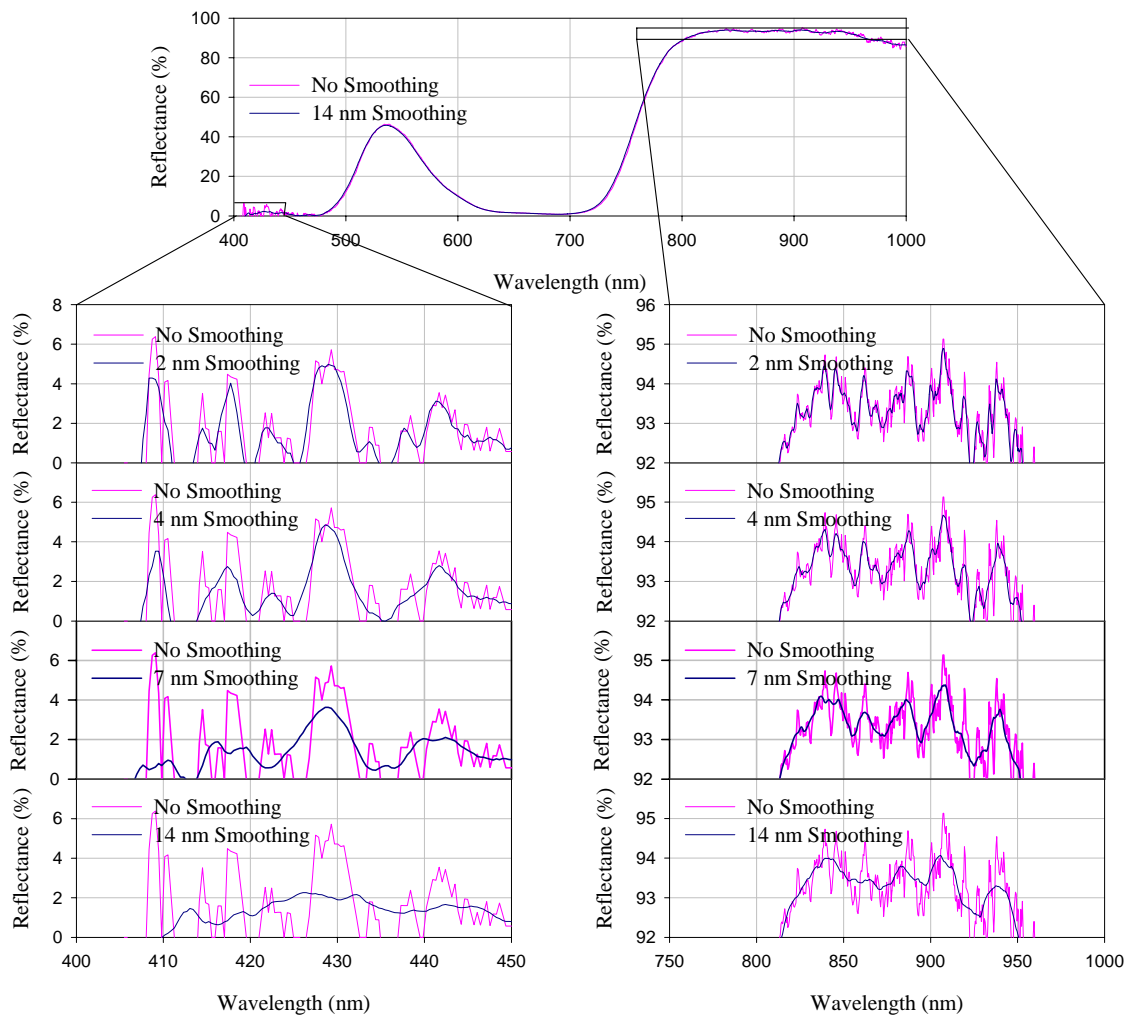 100
80
60
40
20
0
Reflectance (%)
No Smoothing
14 nm Smoothing
400 500 600 700 800 900 1000
Wavelength (nm)
8
6
4
2
0
Reflectance (%)
No Smoothing
2 nm Smoothing
96
95
94
93
92
Reflectance (%)
No Smoothing
2 nm Smoothing
6
4
2
0
Reflectance (%)
No Smoothing
4 nm Smoothing
95
94
93
92
Reflectance (%)
No Smoothing
4 nm Smoothing
6
4
2
0
Reflectance (%)
No Smoothing
7 nm Smoothing
95
94
93
92
Reflectance (%)
No Smoothing
7 nm Smoothing
6
4
2
0
Reflectance (%)
No Smoothing
14 nm Smoothing
400 410 420 430 440 450
Wavelength (nm)
95
94
93
92
Reflectance (%)
No Smoothing
14 nm Smoothing
750 800 850 900 950 1000
Wavelength (nm)